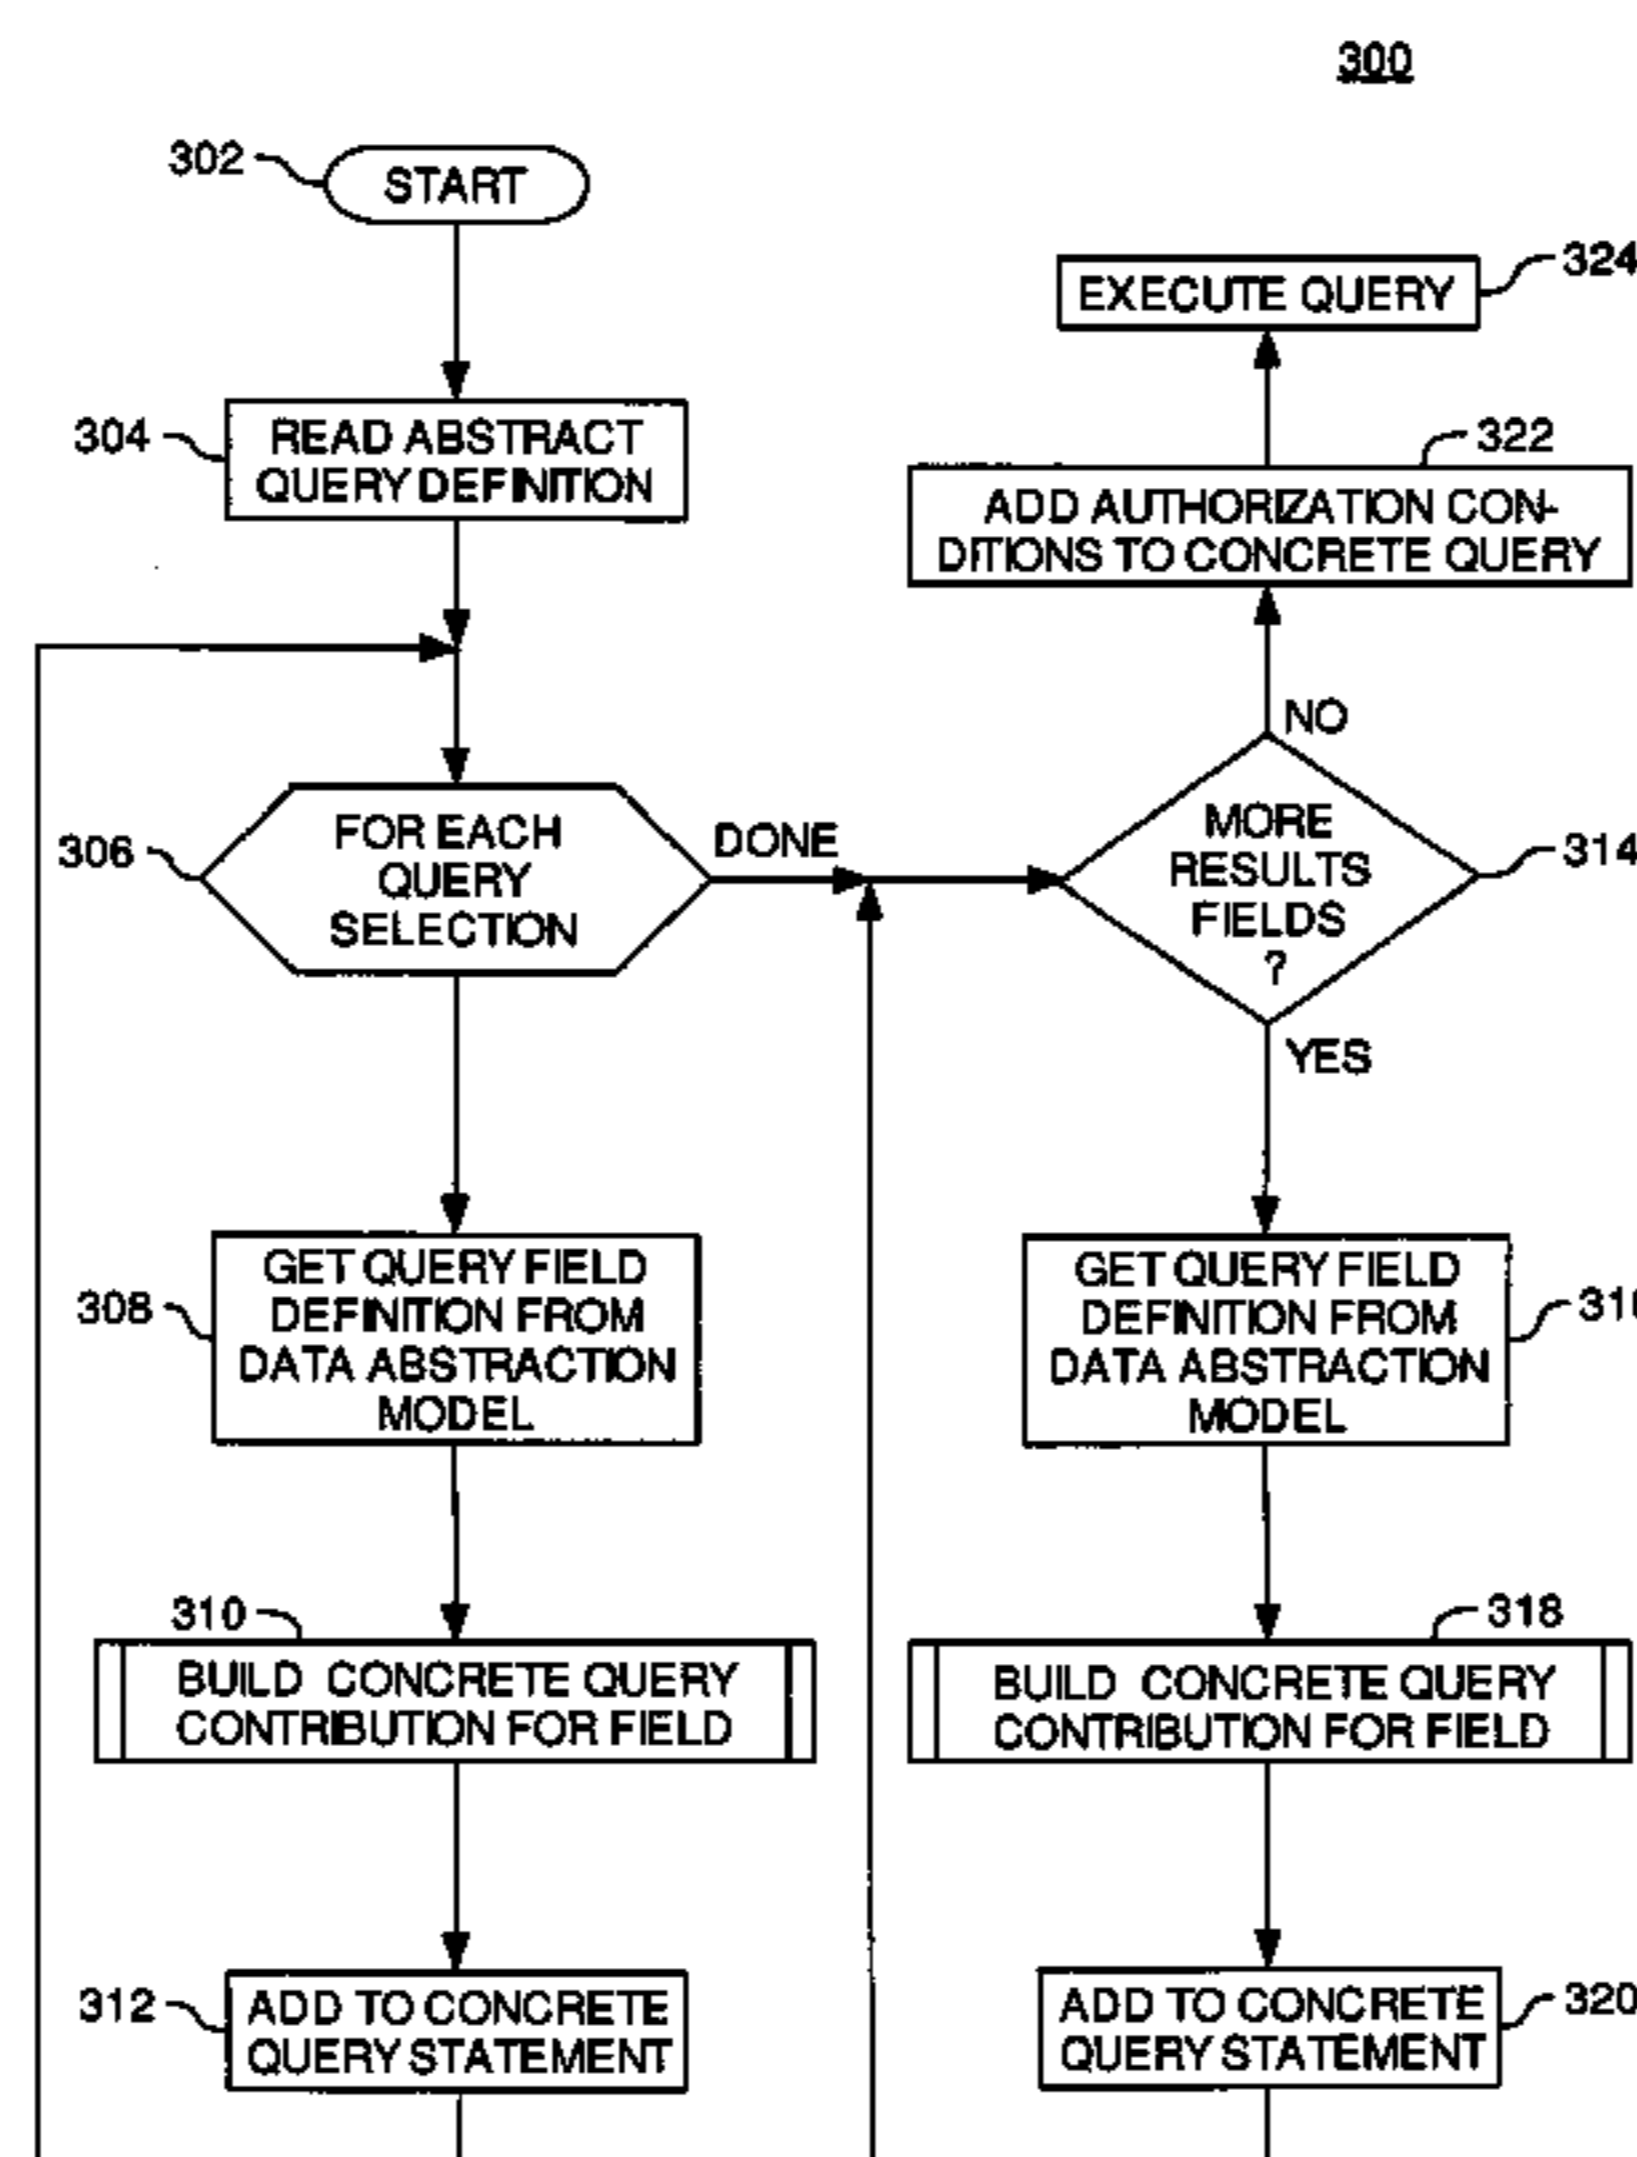 300
302
START
304
READ ABSTRACT
QUERY DEFINITION
306
FOR EACH
QUERY
SELECTION
DONE
308
GET QUERY FIELD
DEFINITION FROM
DATA ABSTRACTION
MODEL
310
BUILD CONCRETE QUERY
CONTRIBUTION FOR FIELD
312
ADD TO CONCRETE
QUERY STATEMENT
324
EXECUTE QUERY
322
ADD AUTHORIZATION CON-
DITIONS TO CONCRETE QUERY
NO
MORE
RESULTS
FIELDS
?
314
YES
GET QUERY FIELD
DEFINITION FROM
DATA ABSTRACTION
MODEL
318
BUILD CONCRETE QUERY
CONTRIBUTION FOR FIELD
320
ADD TO CONCRETE
QUERY STATEMENT